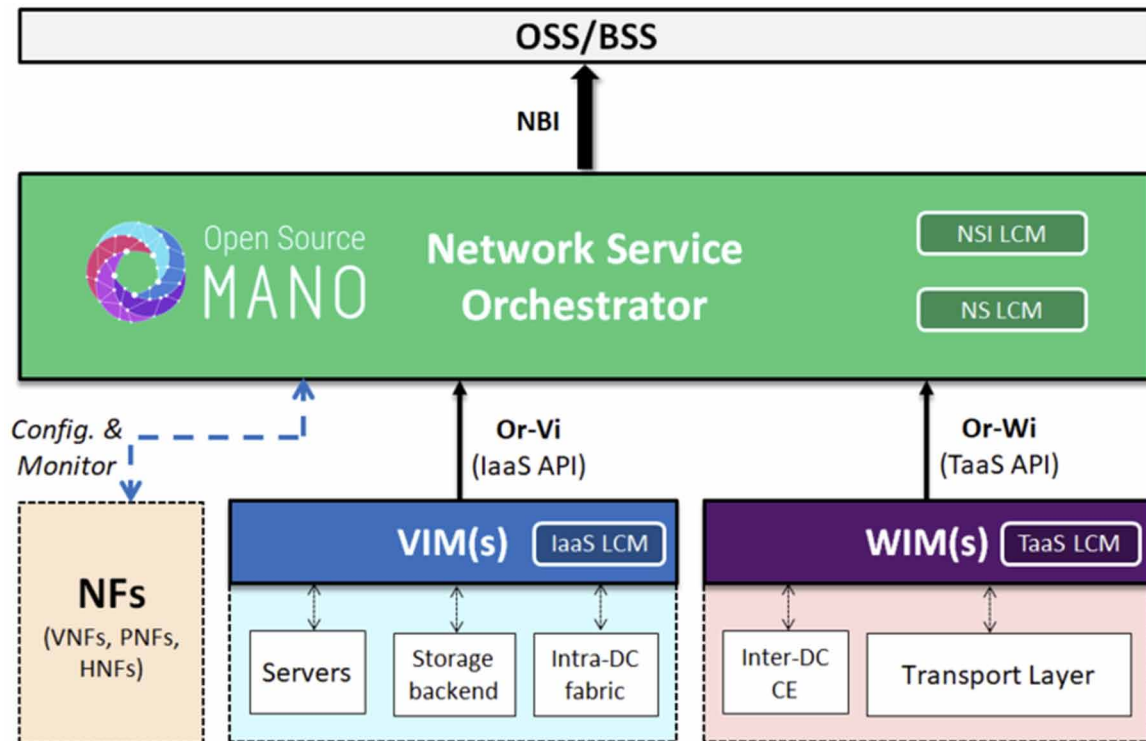 OSS/BSS
NBI
Open Source
MANO
Network Service
Orchestrator
NSI LCM
NS LCM
Config. &
Monitor
Or-Vi
(IaaS API)
Or-Wi
(TaaS API)
NFs
(VNFs, PNFs,
HNFs)
VIM(s)
IaaS LCM
Servers
Storage
backend
Intra-DC
fabric
WIM(s)
TaaS LCM
Inter-DC
CE
Transport Layer